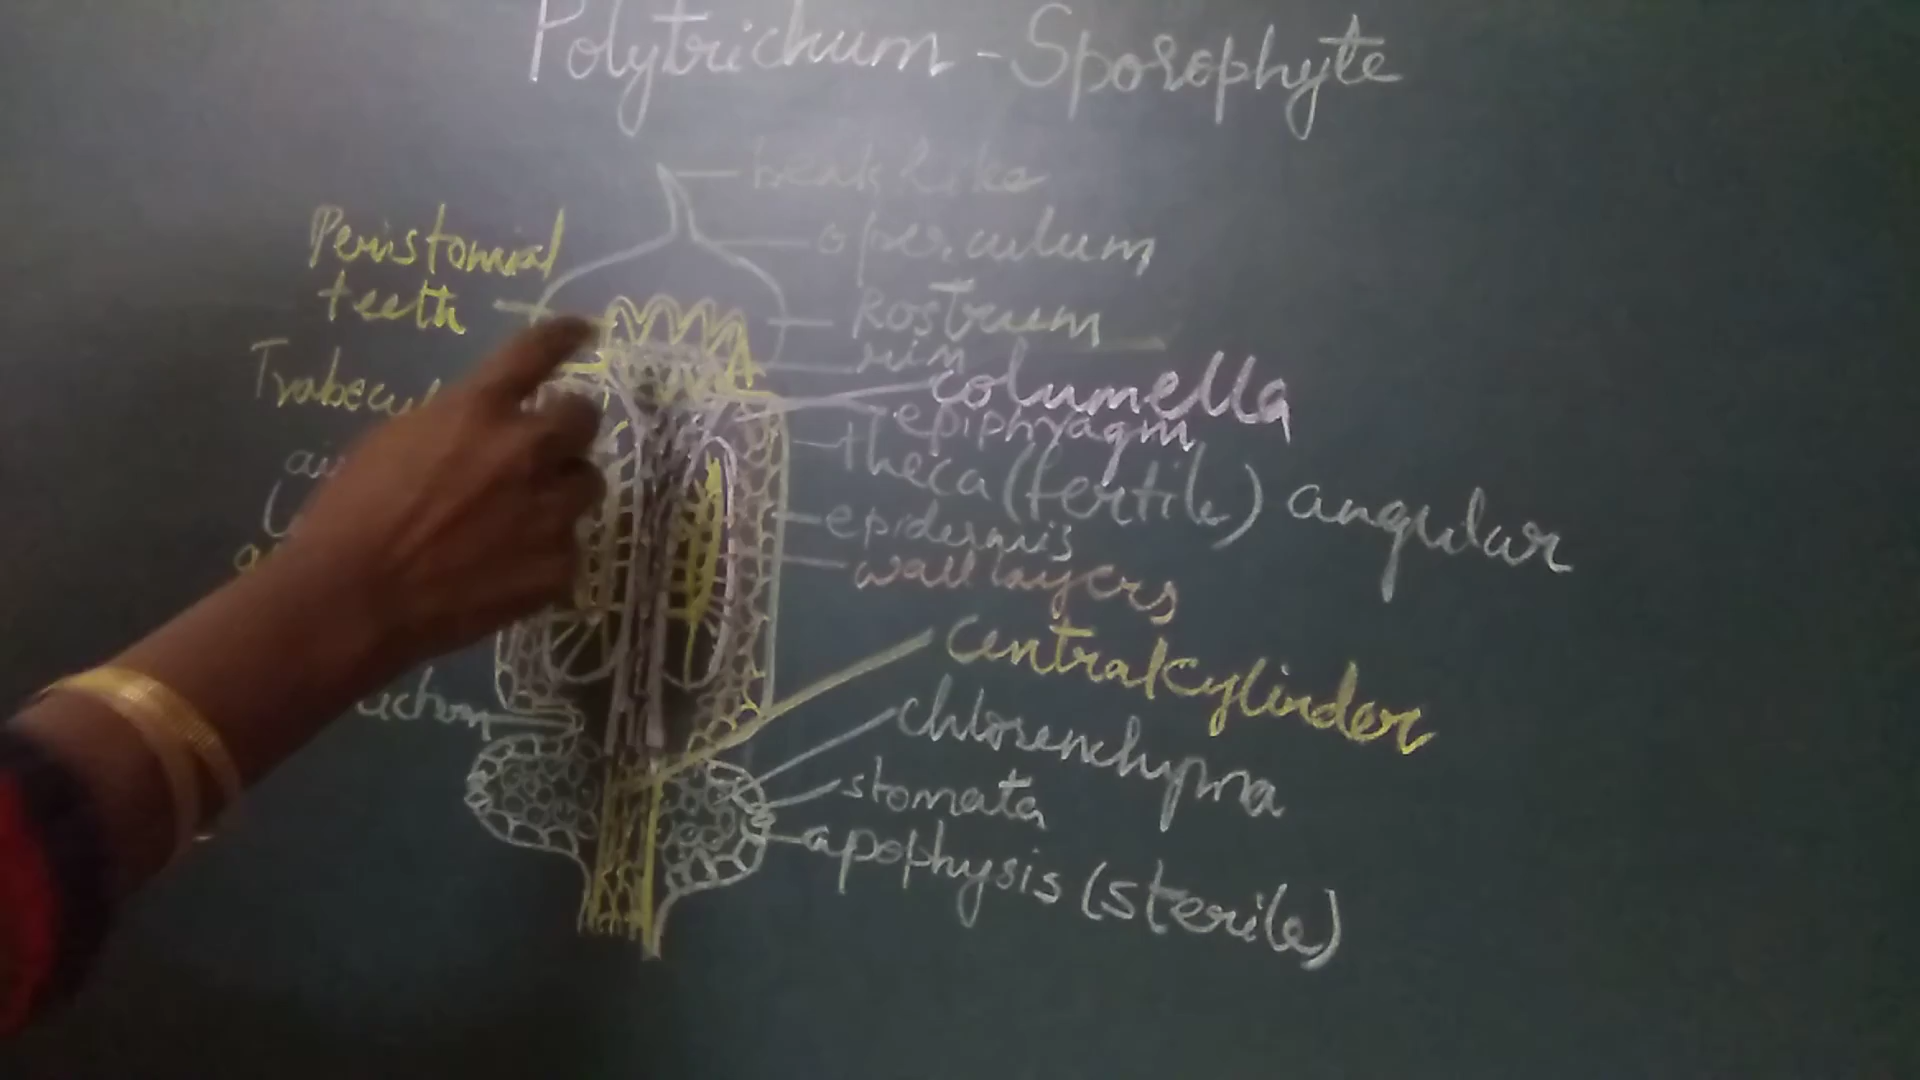 Polytrichum - Sporophyte
beak like
operculum
Peristomial
teeth
Rostrum
rim
columella
epiphragm
theca (fertile) angular
epidermis
wall layers
central cylinder
chlorenchyma
stomata
apophysis (sterile)